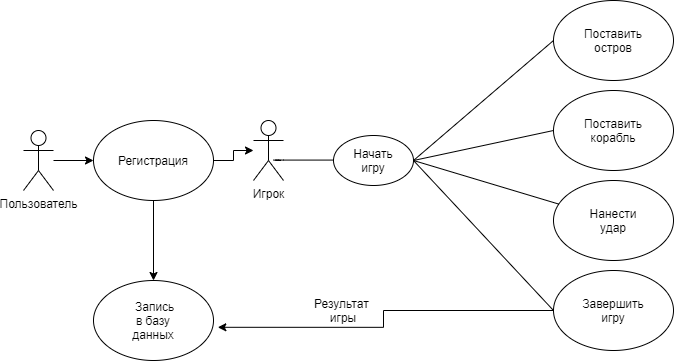 Поставить
остров
Поставить
корабль
Регистрация
Начать
игру
Пользователь
Игрок
Нанести
удар
Запись
в базу
данных
Результат
игры
Завершить
игру